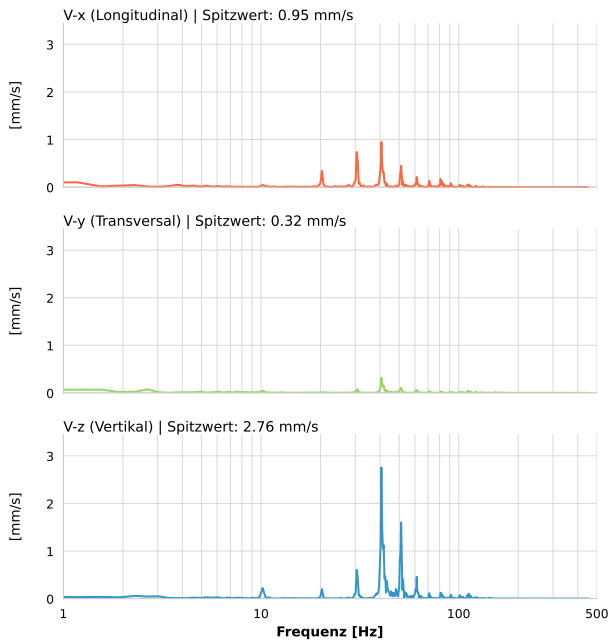 V-x (Longitudinal) | Spitzwert: 0.95 mm/s
3
2
1
0
[mm/s]
V-y (Transversal) | Spitzwert: 0.32 mm/s
3
2
1
0
[mm/s]
V-z (Vertikal) | Spitzwert: 2.76 mm/s
3
2
1
0
[mm/s]
1 10 100 500
Frequenz [Hz]